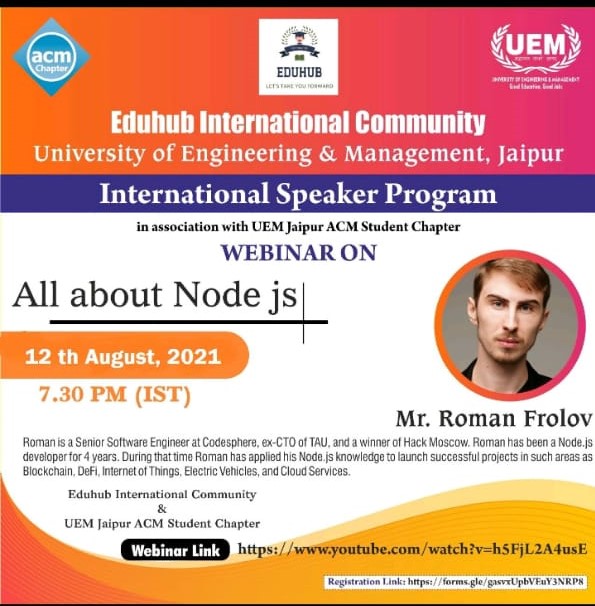 acm
Chapter
EDUHUB
LET'S TAKE YOU FORWARD
UEM
UNIVERSITY OF ENGINEERING & MANAGEMENT
Good Education, Good Jobs
Eduhub International Community
University of Engineering & Management, Jaipur
International Speaker Program
in association with UEM Jaipur ACM Student Chapter
WEBINAR ON
All about Node js
12 th August, 2021
7.30 PM (IST)
Mr. Roman Frolov
Roman is a Senior Software Engineer at Codesphere, ex-CTO of TAU, and a winner of Hack Moscow. Roman has been a Node.js
developer for 4 years. During that time Roman has applied his Node.js knowledge to launch successful projects in such areas as
Blockchain, DeFi, Internet of Things, Electric Vehicles, and Cloud Services.
Eduhub International Community
&
UEM Jaipur ACM Student Chapter
Webinar Link https://www.youtube.com/watch?v=h5FjL2A4usE
Registration Link: https://forms.gle/gasvxUpbVEuY3NRP8